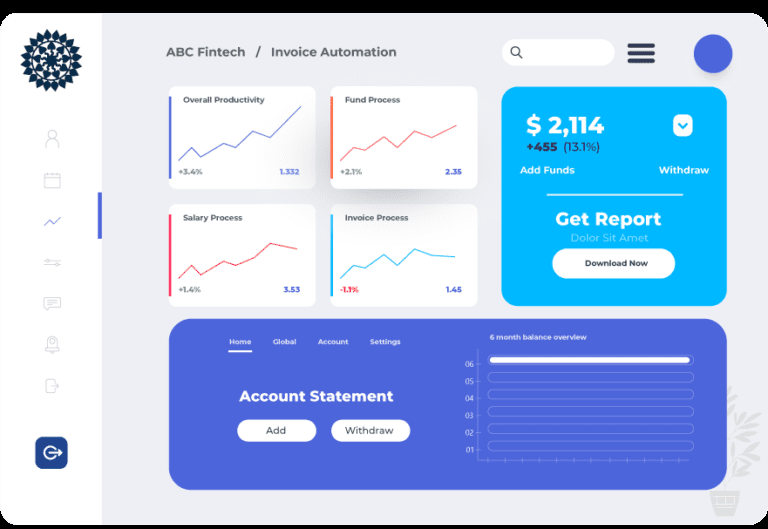 ABC Fintech / Invoice Automation
Overall Productivity
+3.4% 1.332
Fund Process
+2.1% 2.35
Salary Process
+1.4% 3.53
Invoice Process
-1.1% 1.45
$ 2,114
+455 (13.1%)
Add Funds Withdraw
Get Report
Dolor Sit Amet
Download Now
Home Global Account Settings
Account Statement
Add Withdraw
6 month balance overview
06
05
04
03
02
01